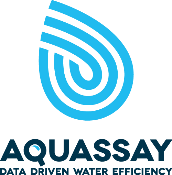 AQUASSAY
DATA DRIVEN WATER EFFICIENCY